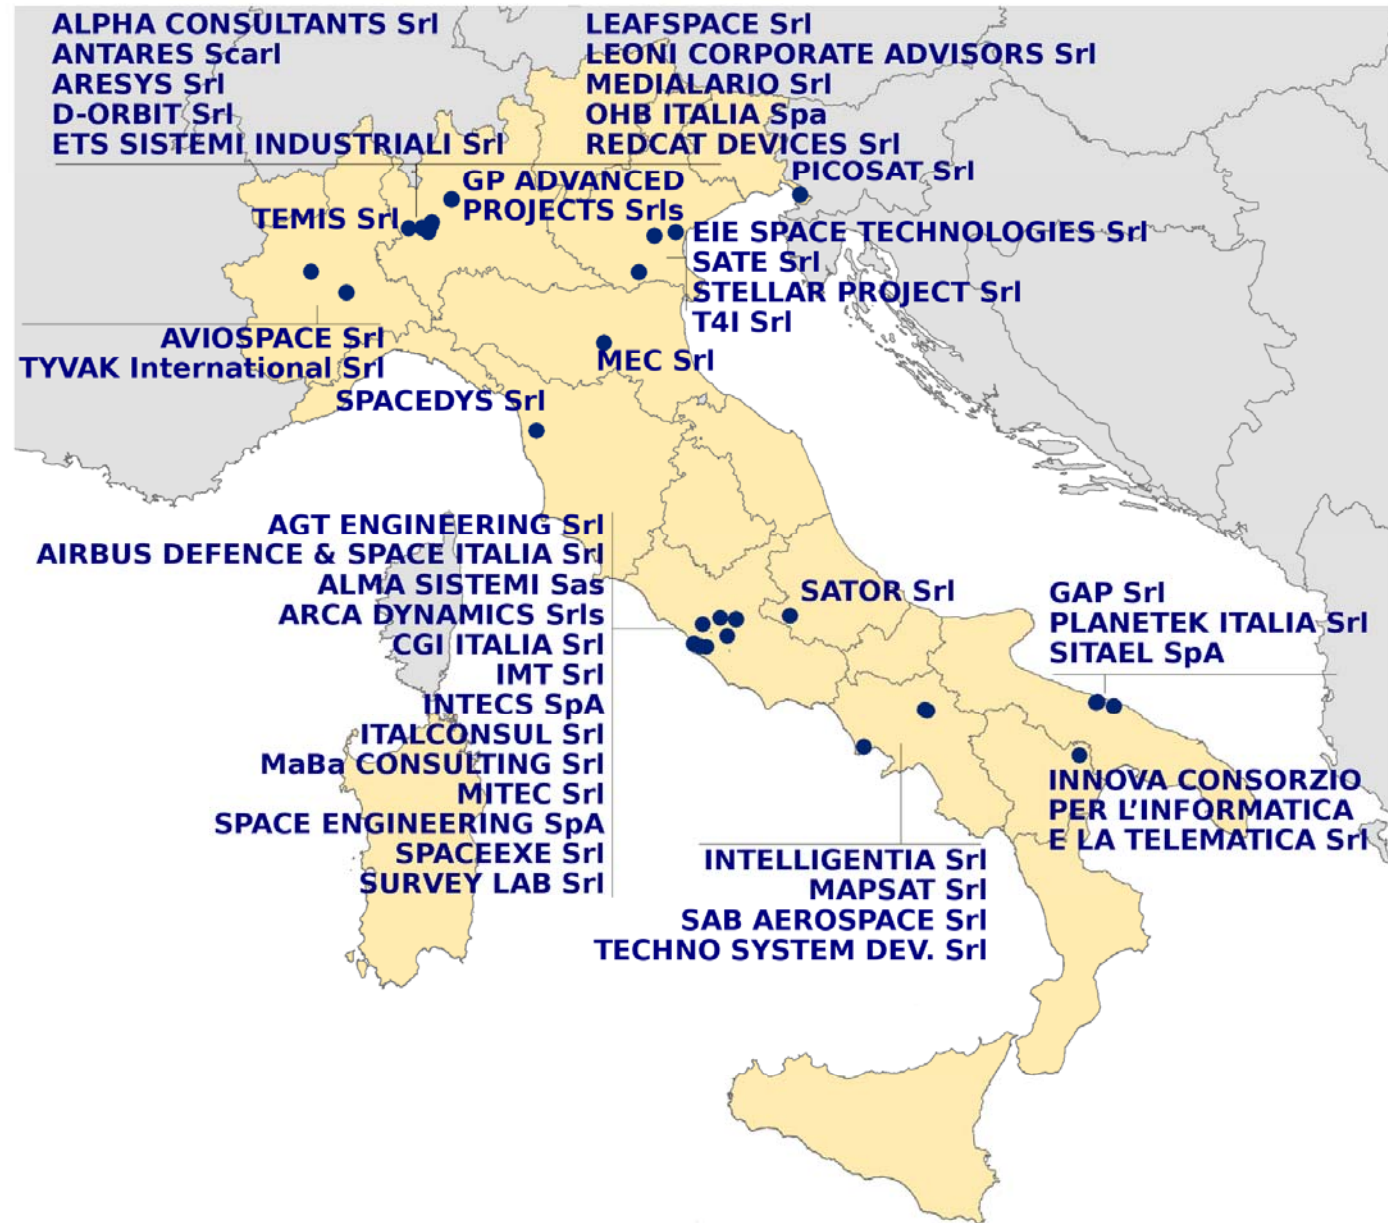 ALPHA CONSULTANTS Srl
ANTARES Scarl
ARESYS Srl
D-ORBIT Srl
ETS SISTEMI INDUSTRIALI Srl
LEAFSPACE Srl
LEONI CORPORATE ADVISORS Srl
MEDIALARIO Srl
OHB ITALIA Spa
REDCAT DEVICES Srl
PICOSAT Srl
GP ADVANCED
PROJECTS Srls
TEMIS Srl
EIE SPACE TECHNOLOGIES Srl
SATE Srl
STELLAR PROJECT Srl
T4I Srl
AVIOSPACE Srl
TYVAK International Srl
MEC Srl
SPACEDYS Srl
AGT ENGINEERING Srl
AIRBUS DEFENCE & SPACE ITALIA Srl
ALMA SISTEMI Sas
ARCA DYNAMICS Srls
CGI ITALIA Srl
IMT Srl
INTECS SpA
ITALCONSUL Srl
MaBa CONSULTING Srl
MITEC Srl
SPACE ENGINEERING SpA
SPACEEXE Srl
SURVEY LAB Srl
SATOR Srl
GAP Srl
PLANETEK ITALIA Srl
SITAEL SpA
INNOVA CONSORZIO
PER L’INFORMATICA
E LA TELEMATICA Srl
INTELLIGENTIA Srl
MAPSAT Srl
SAB AEROSPACE Srl
TECHNO SYSTEM DEV. Srl